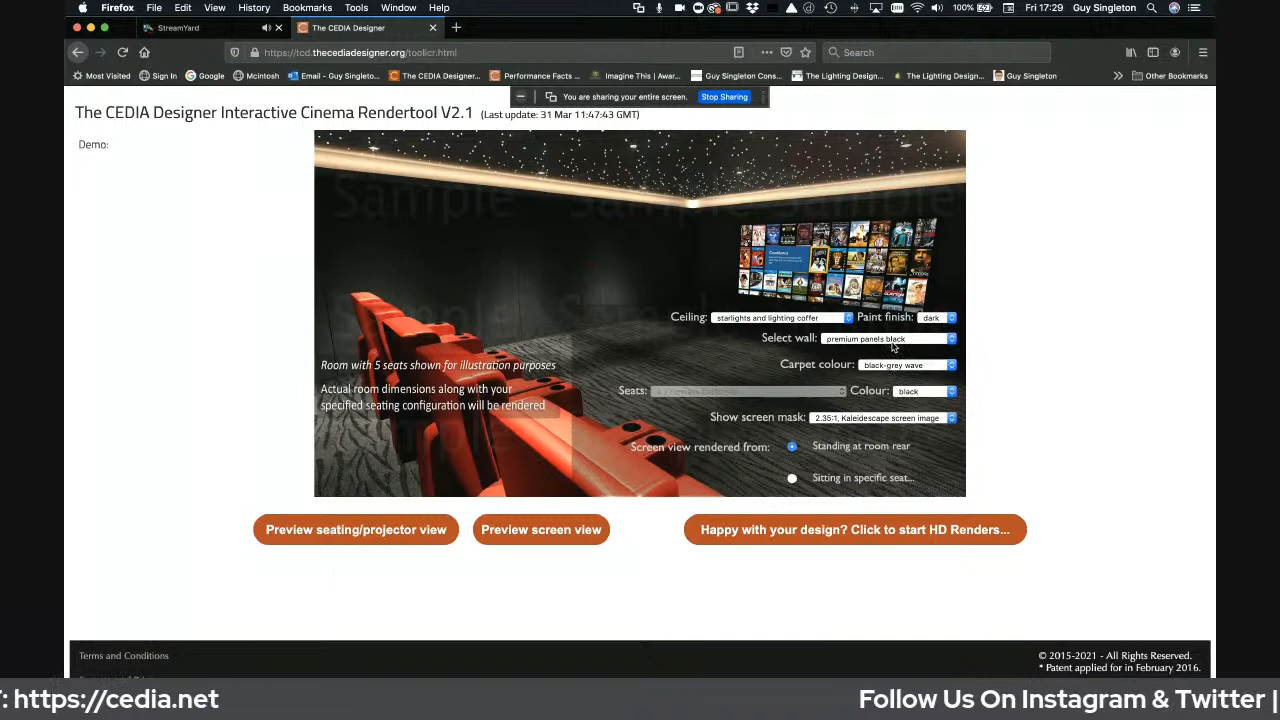 Firefox File Edit View History Bookmarks Tools Window Help 100% Fri 17:29 Guy Singleton
StreamYard The CEDIA Designer
https://tcd.thecediadesigner.org/toolicr.html Search
Most Visited Sign In Google Mcintosh Email - Guy Singleto... The CEDIA Designer... Performance Facts ... Imagine This | Awar... Guy Singleton Cons... The Lighting Design... The Lighting Design... Guy Singleton Other Bookmarks
You are sharing your entire screen. Stop Sharing
The CEDIA Designer Interactive Cinema Rendertool V2.1 (Last update: 31 Mar 11:47:43 GMT)
Demo:
Sample
Ceiling: starlights and lighting coffer Paint finish: dark
Select wall: premium panels black
Carpet colour: black-grey wave
Room with 5 seats shown for illustration purposes
Actual room dimensions along with your
specified seating configuration will be rendered
Seats: Colour: black
Show screen mask: 2.35:1, Kaleidescape screen image
Screen view rendered from: Standing at room rear
Sitting in specific seat...
Preview seating/projector view Preview screen view Happy with your design? Click to start HD Renders...
Terms and Conditions
© 2015-2021 - All Rights Reserved.
* Patent applied for in February 2016.
: https://cedia.net Follow Us On Instagram & Twitter |